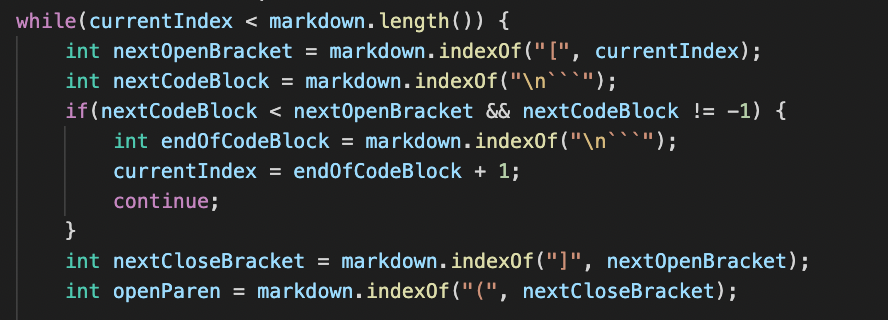 while(currentIndex < markdown.length()) {
    int nextOpenBracket = markdown.indexOf("[", currentIndex);
    int nextCodeBlock = markdown.indexOf("\n```");
    if(nextCodeBlock < nextOpenBracket && nextCodeBlock != -1) {
        int endOfCodeBlock = markdown.indexOf("\n```");
        currentIndex = endOfCodeBlock + 1;
        continue;
    }
    int nextCloseBracket = markdown.indexOf("]", nextOpenBracket);
    int openParen = markdown.indexOf("(", nextCloseBracket);